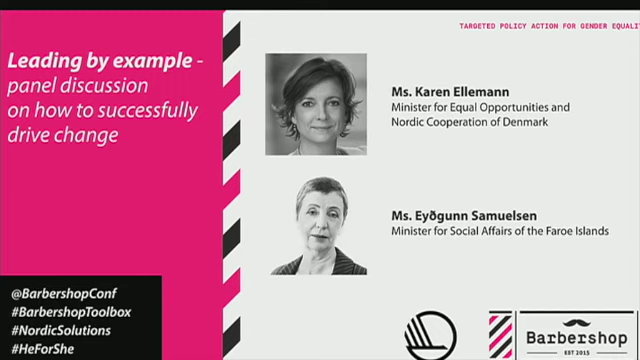 TARGETED POLICY ACTION FOR GENDER EQUALI
Leading by example -
panel discussion
on how to successfully
drive change
Ms. Karen Ellemann
Minister for Equal Opportunities and
Nordic Cooperation of Denmark
Ms. Eyðgunn Samuelsen
Minister for Social Affairs of the Faroe Islands
@BarbershopConf
#BarbershopToolbox
#NordicSolutions
#HeForShe
Barbershop
EST 2015